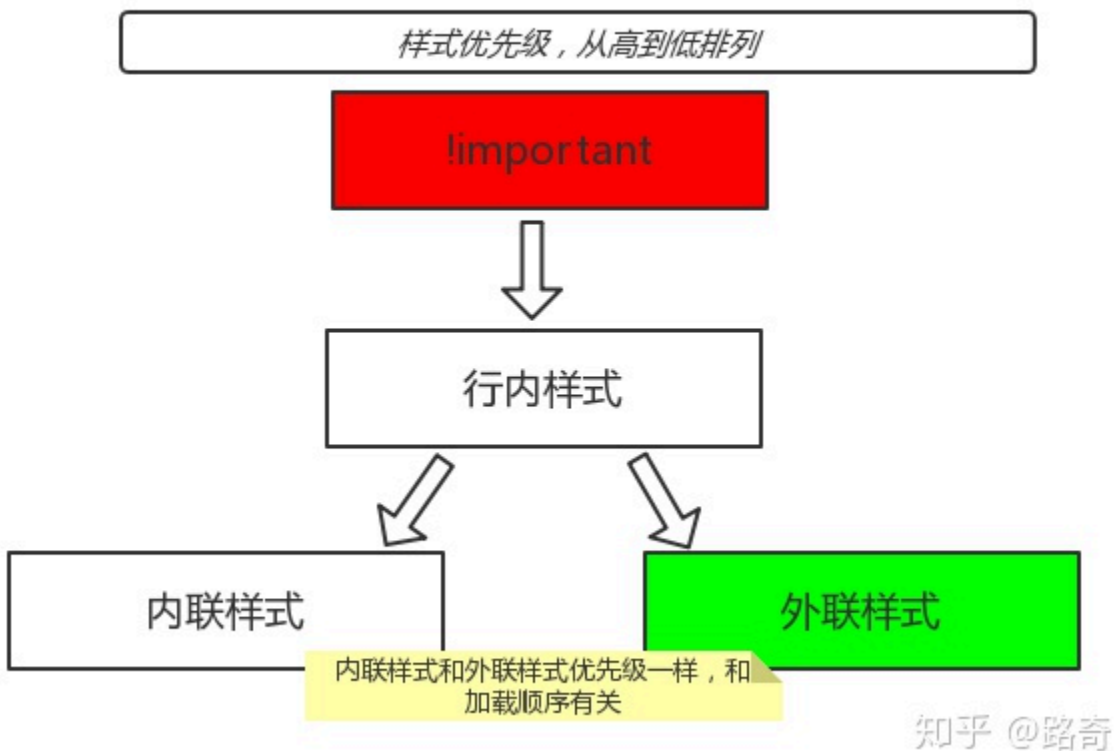 样式优先级，从高到低排列
!important
行内样式
内联样式
外联样式
内联样式和外联样式优先级一样，和
加载顺序有关
知乎 @路奇